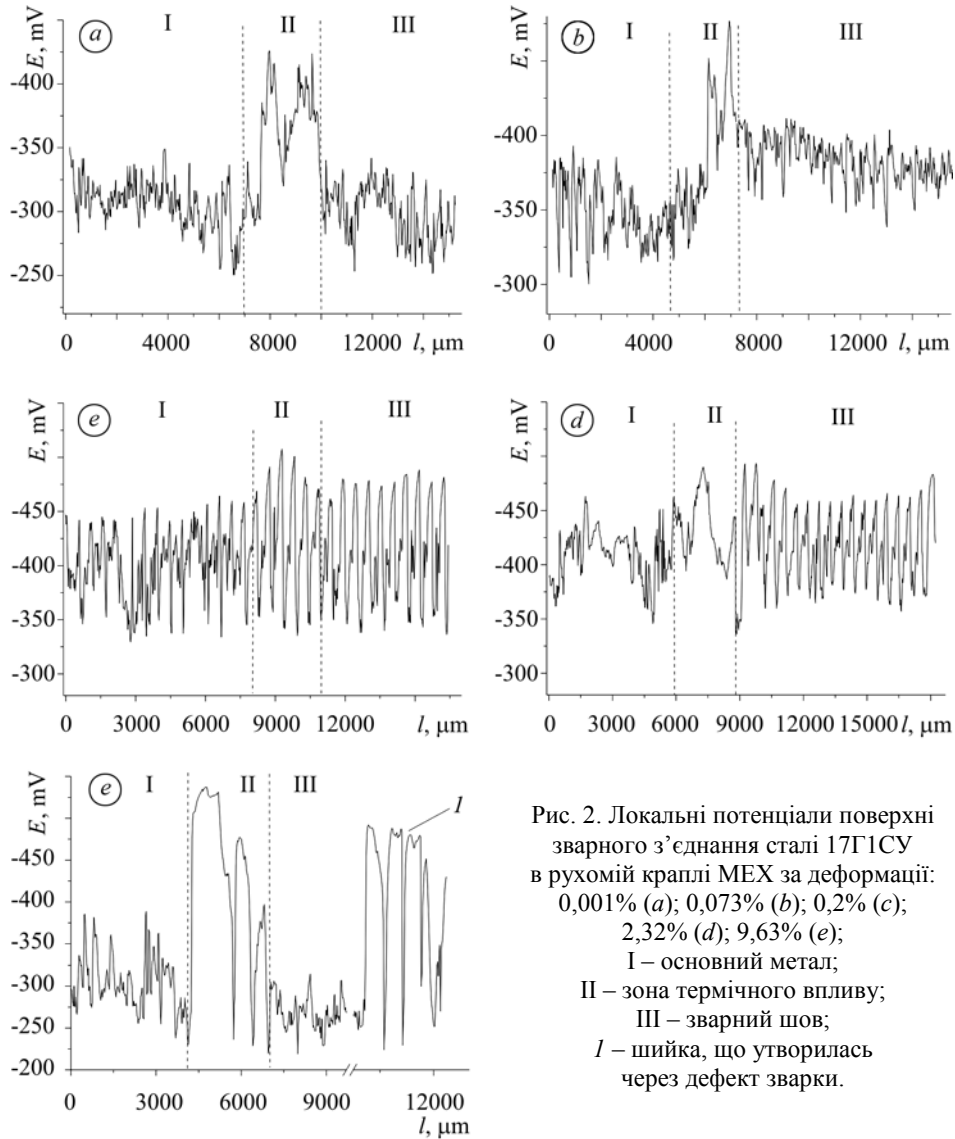 E, mV
a
I
II
III
-400
-350
-300
-250
0
4000
8000
12000
l, μm
E, mV
b
I
II
III
-400
-350
-300
0
4000
8000
12000
l, μm
E, mV
e
I
II
III
-450
-400
-350
-300
0
3000
6000
9000
12000
l, μm
E, mV
d
I
II
III
-450
-400
-350
-300
0
3000
6000
9000
12000
15000
l, μm
E, mV
e
I
II
III
1
-450
-400
-350
-300
-250
-200
0
3000
6000
9000
12000
l, μm
Рис. 2. Локальні потенціали поверхні
зварного з’єднання сталі 17Г1СУ
в рухомій краплі МЕХ за деформації:
0,001% (a); 0,073% (b); 0,2% (c);
2,32% (d); 9,63% (e);
I – основний метал;
II – зона термічного впливу;
III – зварний шов;
1 – шийка, що утворилась
через дефект зварки.